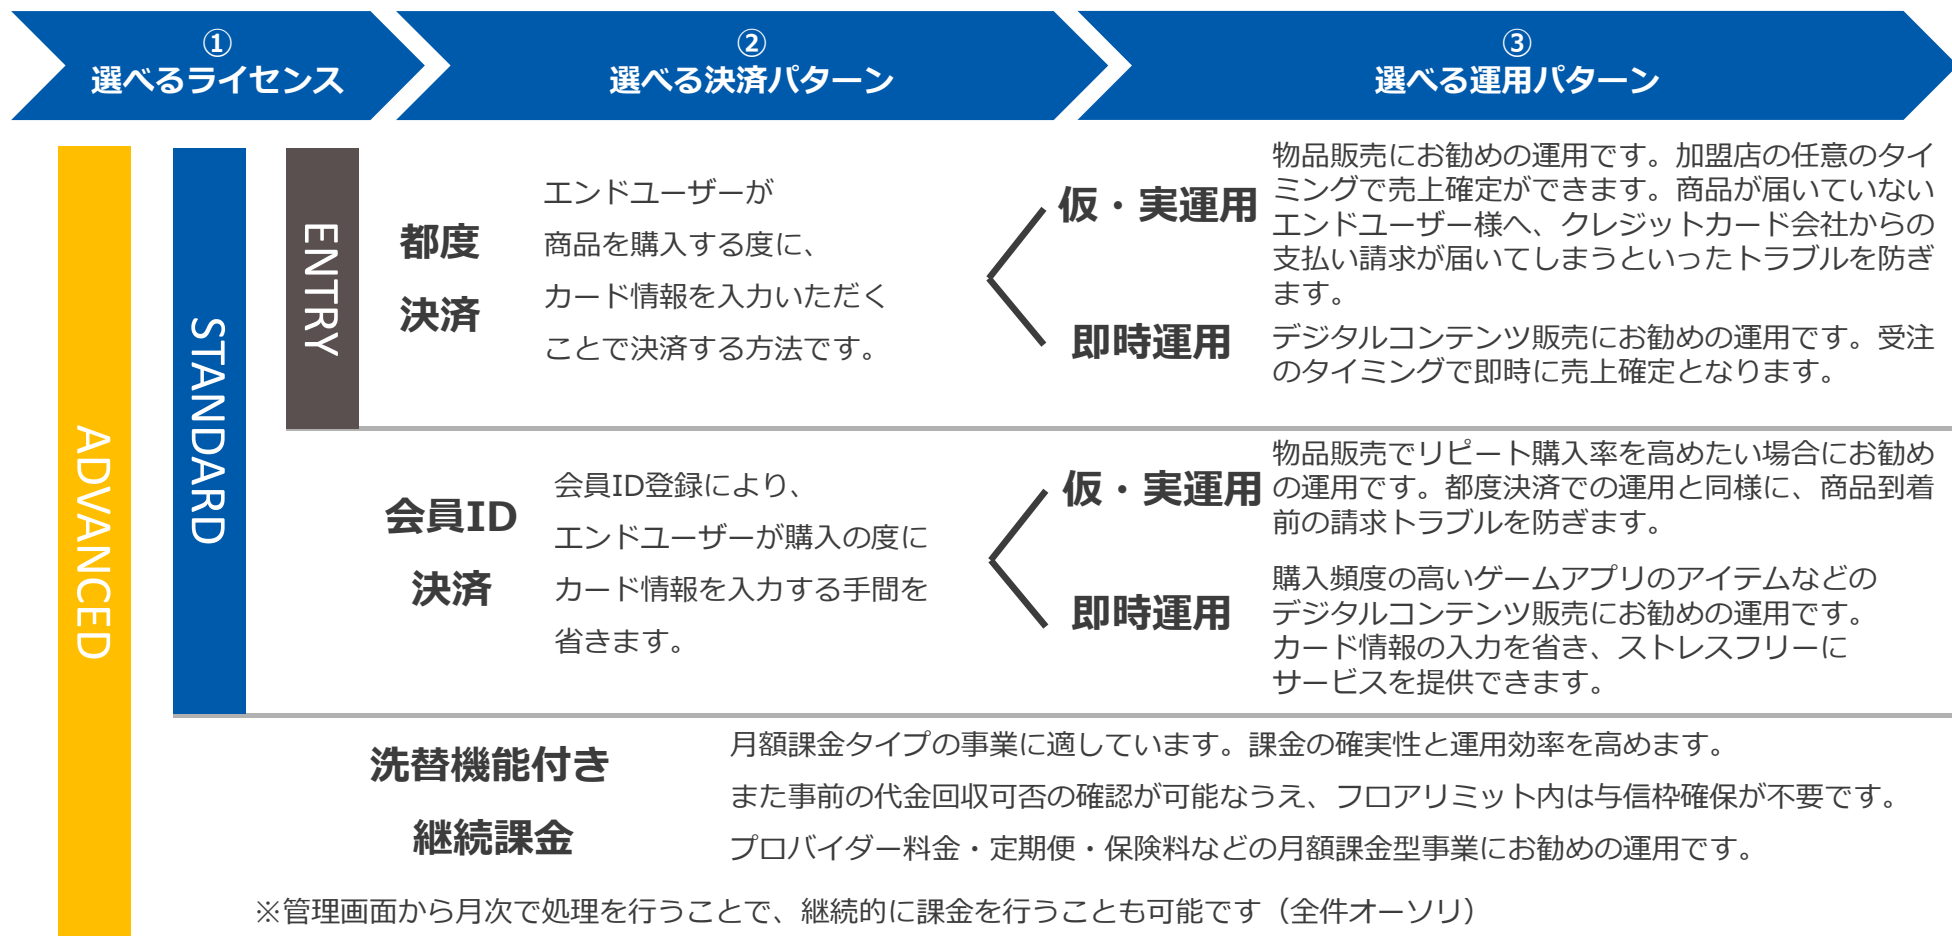 ①
選べるライセンス
②
選べる決済パターン
③
選べる運用パターン
ADVANCED
STANDARD
ENTRY
都度
決済
エンドユーザーが
商品を購入する度に、
カード情報を入力いただく
ことで決済する方法です。
仮・実運用
物品販売にお勧めの運用です。加盟店の任意のタイ
ミングで売上確定ができます。商品が届いていない
エンドユーザー様へ、クレジットカード会社からの
支払い請求が届いてしまうといったトラブルを防ぎ
ます。
即時運用
デジタルコンテンツ販売にお勧めの運用です。受注
のタイミングで即時に売上確定となります。
会員ID
決済
会員ID登録により、
エンドユーザーが購入の度に
カード情報を入力する手間を
省きます。
仮・実運用
物品販売でリピート購入率を高めたい場合にお勧め
の運用です。都度決済での運用と同様に、商品到着
前の請求トラブルを防ぎます。
即時運用
購入頻度の高いゲームアプリのアイテムなどの
デジタルコンテンツ販売にお勧めの運用です。
カード情報の入力を省き、ストレスフリーに
サービスを提供できます。
洗替機能付き
継続課金
月額課金タイプの事業に適しています。課金の確実性と運用効率を高めます。
また事前の代金回収可否の確認が可能なうえ、フロアリミット内は与信枠確保が不要です。
プロバイダー料金・定期便・保険料などの月額課金型事業にお勧めの運用です。
※管理画面から月次で処理を行うことで、継続的に課金を行うことも可能です（全件オーソリ）